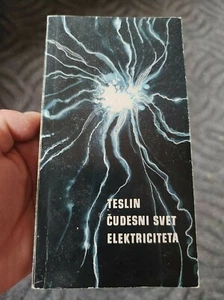 TESLIN
ČUDESNI SVET
ELEKTRICITETA